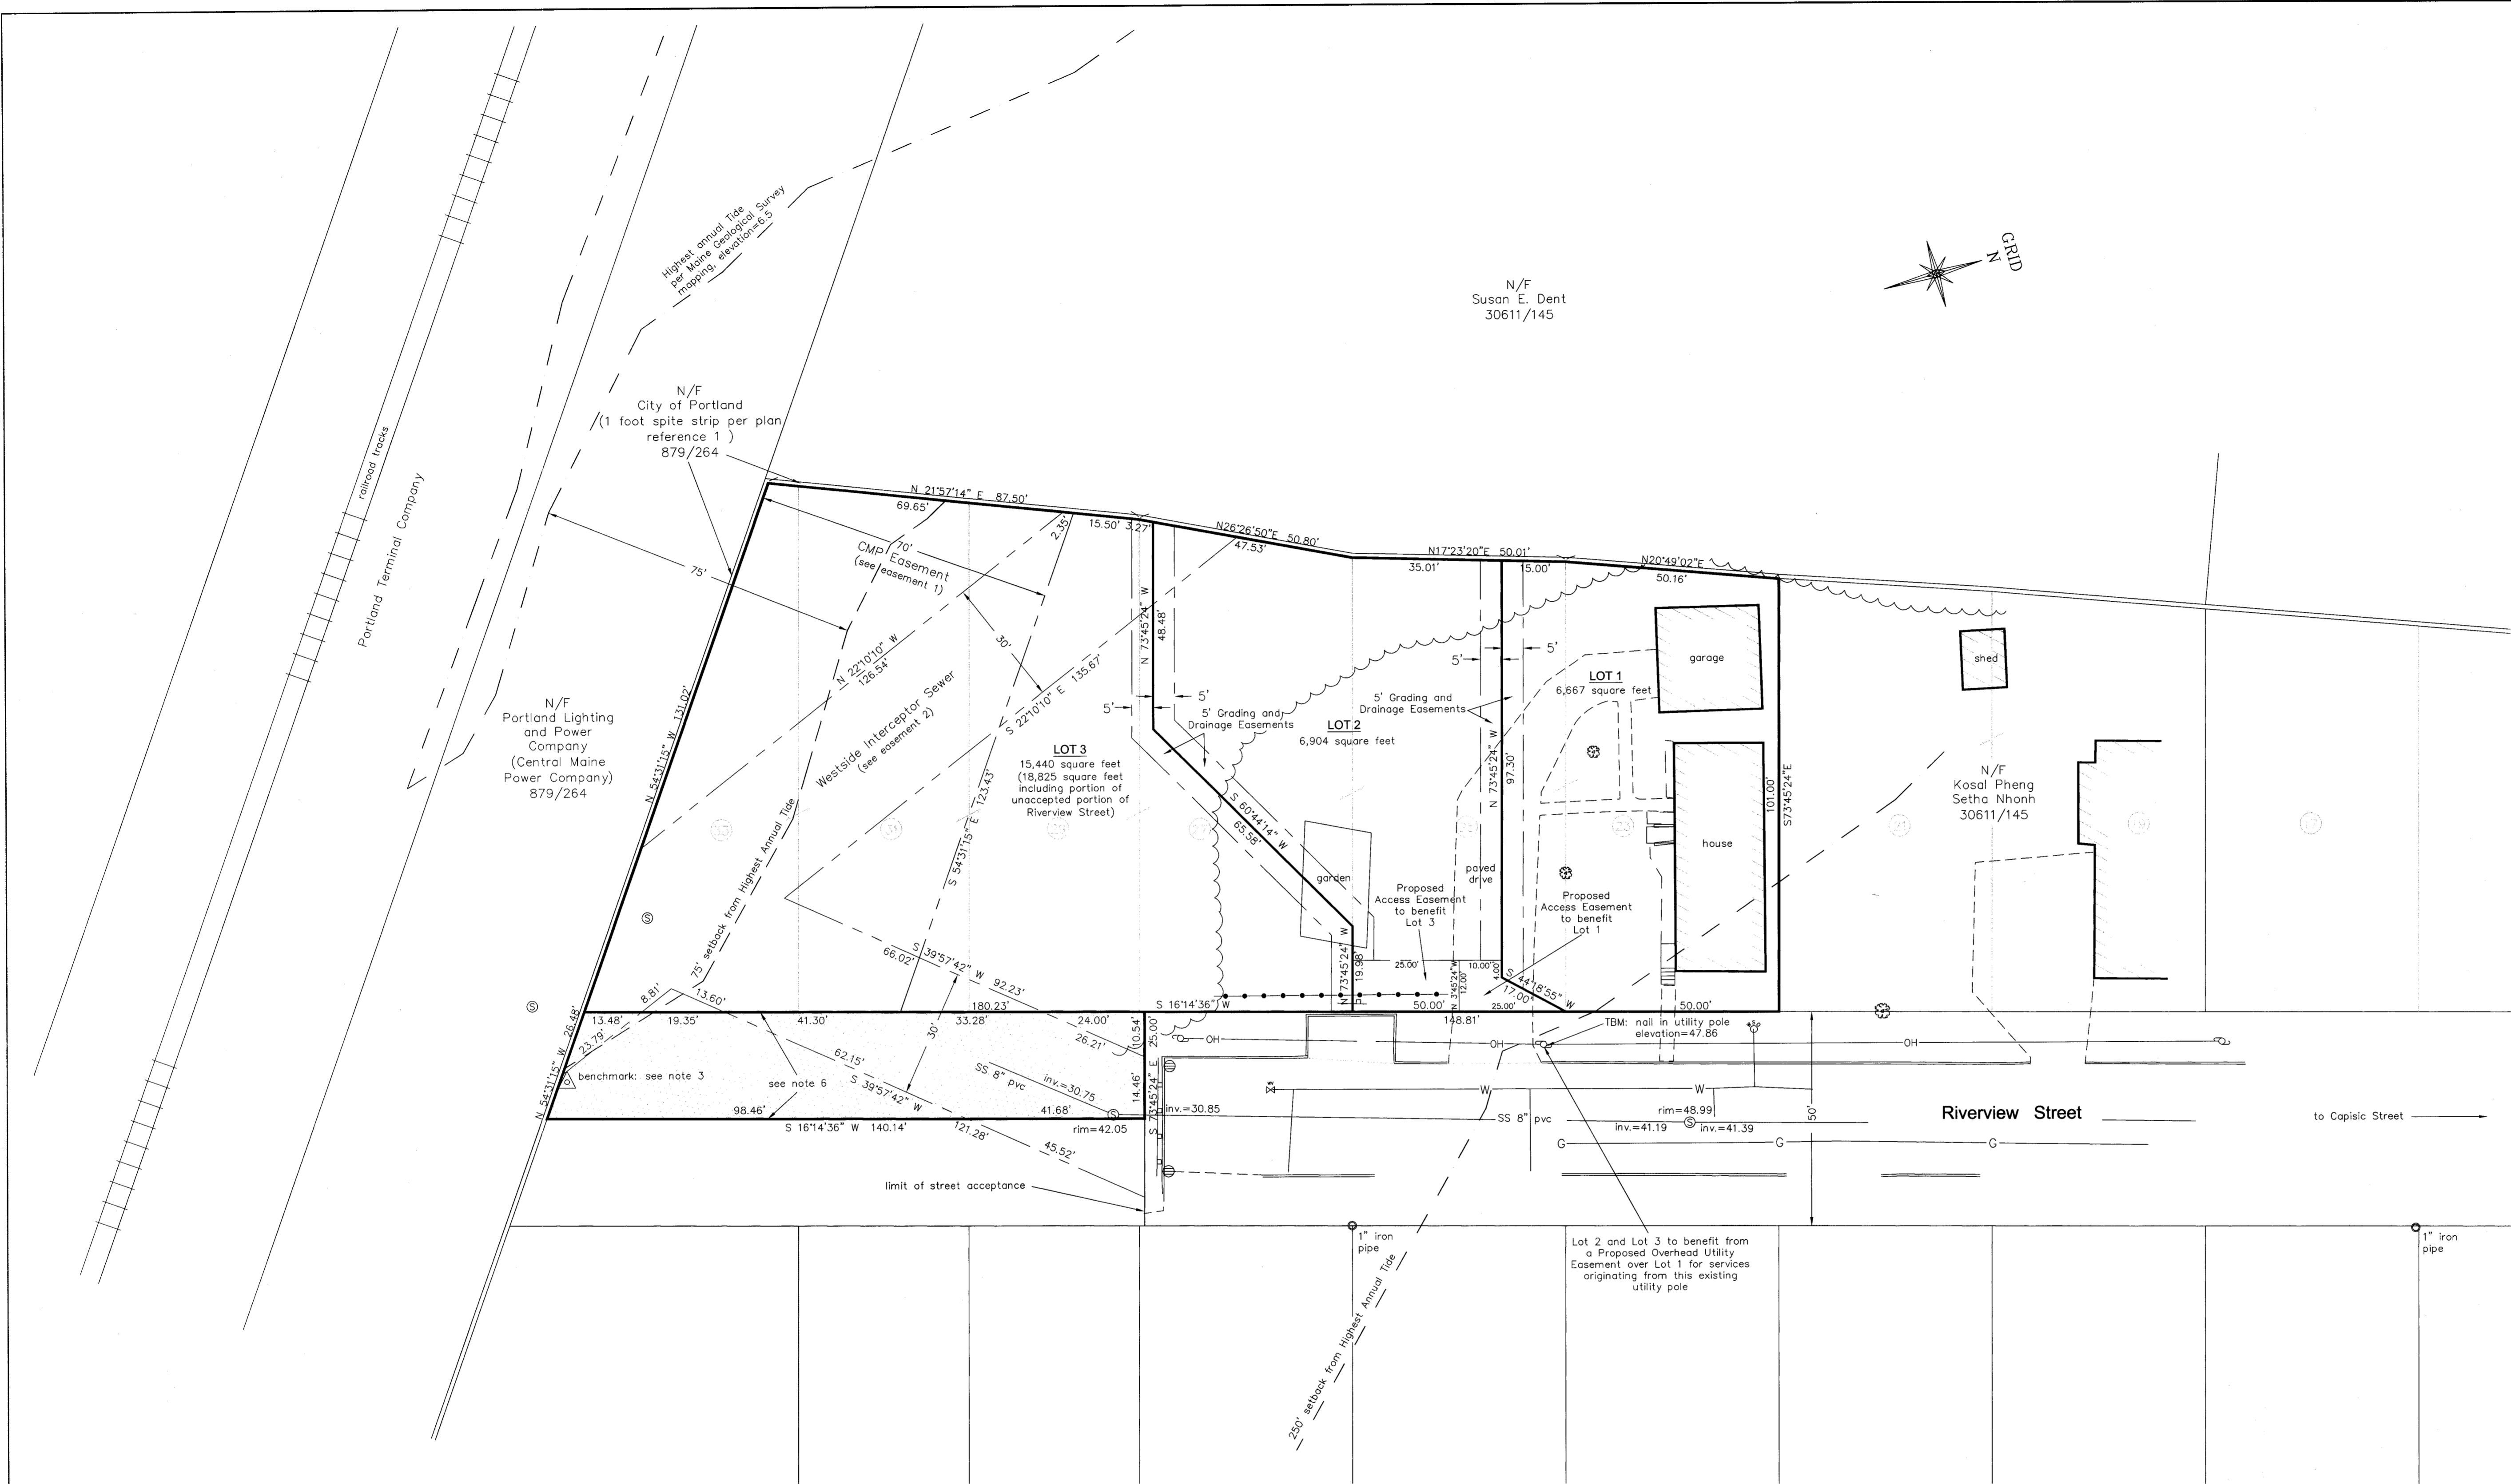 GRID
N
N/F
Susan E. Dent
30611/145
Highest annual Tide
per Maine Geological Survey
mapping, elevation=6.5
N/F
City of Portland
(1 foot spite strip per plan
reference 1 )
879/264
railroad tracks
Portland Terminal Company
N 21°57'14" E 87.50'
69.65'
2.35'
15.50'
3.27'
N26°26'50"E 50.80'
47.53'
N17°23'20"E 50.01'
35.01'
15.00'
N20°49'02"E
50.16'
70'
CMP Easement
(see easement 1)
75'
30'
N 22°10'10" W
126.54'
S 22°10'10" E 135.67'
Westside Interceptor Sewer
(see easement 2)
N 73°45'24" W
48.48'
5'
5'
5' Grading and
Drainage Easements
5'
5'
5' Grading and
Drainage Easements
LOT 1
6,667 square feet
garage
shed
LOT 2
6,904 square feet
LOT 3
15,440 square feet
(18,825 square feet
including portion of
unaccepted portion of
Riverview Street)
N/F
Portland Lighting
and Power
Company
(Central Maine
Power Company)
879/264
N 54°31'15" W 131.02'
N 73°45'24" W
97.30'
101.00'
S73°45'24"E
N/F
Kosal Pheng
Setha Nhonh
30611/145
33
27
19
17
house
S 60°44'14" W
65.58'
garden
paved
drive
Proposed
Access Easement
to benefit
Lot 3
Proposed
Access Easement
to benefit
Lot 1
S 54°31'15" E 123.43'
75' setback from Highest Annual Tide
S
S
S 39°57'42" W
66.02'
92.23'
N 73°45'24" W
19.98'
25.00'
10.00'
4.00'
12.00'
S 44°18'55" W
17.00'
8.81'
13.60'
180.23'
S 16°14'36" W
50.00'
25.00'
50.00'
148.81'
13.48'
19.35'
41.30'
33.28'
24.00'
26.48'
23.79'
N 54°31'15" W
30'
10.54'
25.00'
26.21'
14.46'
S 73°45'24" E
62.15'
S 39°57'42" W
SS 8" pvc
inv.=30.75
S
inv.=30.85
benchmark: see note 3
see note 6
98.46'
41.68'
S 16°14'36" W 140.14'
121.28'
rim=42.05
45.52'
limit of street acceptance
OH
OH
OH
TBM: nail in utility pole
elevation=47.86
W
W
SS 8" pvc
rim=48.99
S
inv.=41.19
inv.=41.39
G
G
G
50'
Riverview Street
to Capisic Street
1" iron
pipe
1" iron
pipe
Lot 2 and Lot 3 to benefit from
a Proposed Overhead Utility
Easement over Lot 1 for services
originating from this existing
utility pole
250' setback from Highest Annual Tide